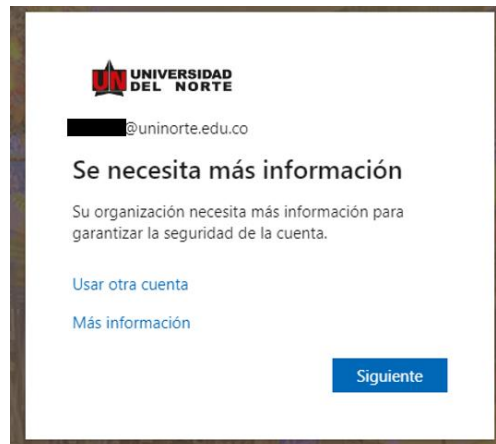 UN UNIVERSIDAD
DEL NORTE
@uninorte.edu.co
Se necesita más información
Su organización necesita más información para
garantizar la seguridad de la cuenta.
Usar otra cuenta
Más información
Siguiente